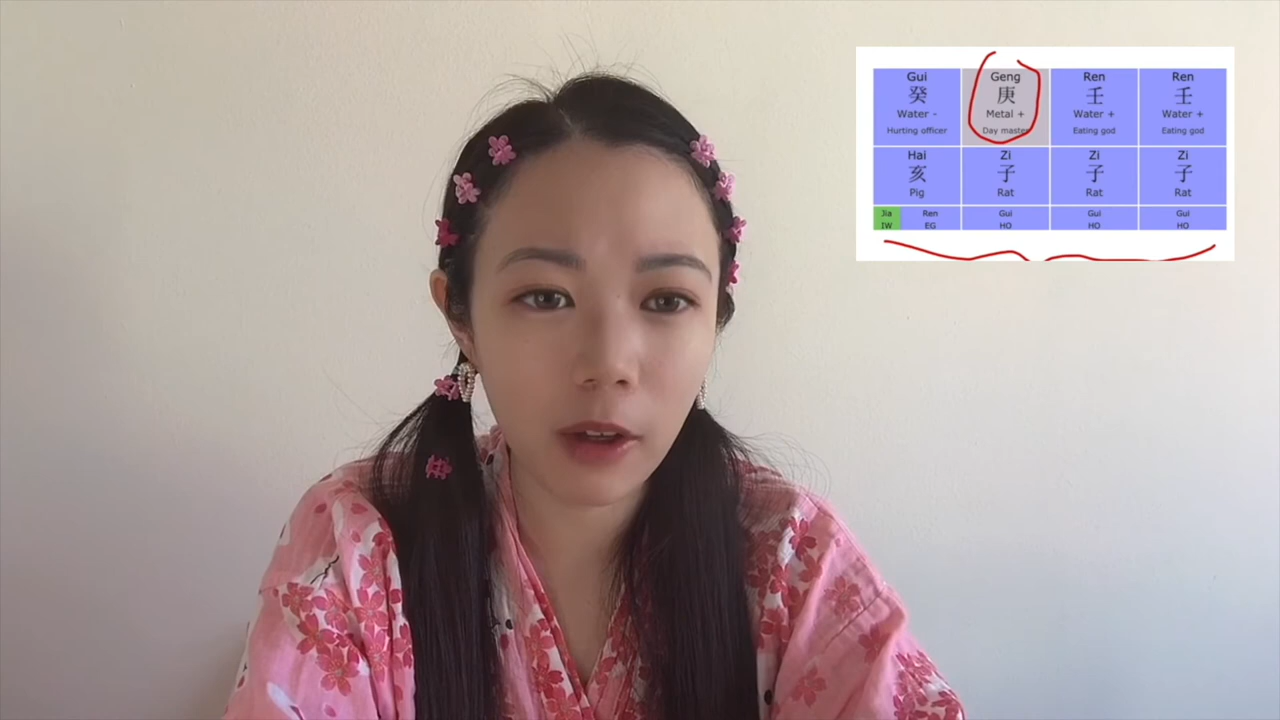 Gui Geng Ren Ren
癸 庚 壬 壬
Water - Metal + Water + Water +
Hurting officer Day master Eating god Eating god
Hai Zi Zi Zi
亥 子 子 子
Pig Rat Rat Rat
Jia Ren Gui Gui Gui
IW EG HO HO HO